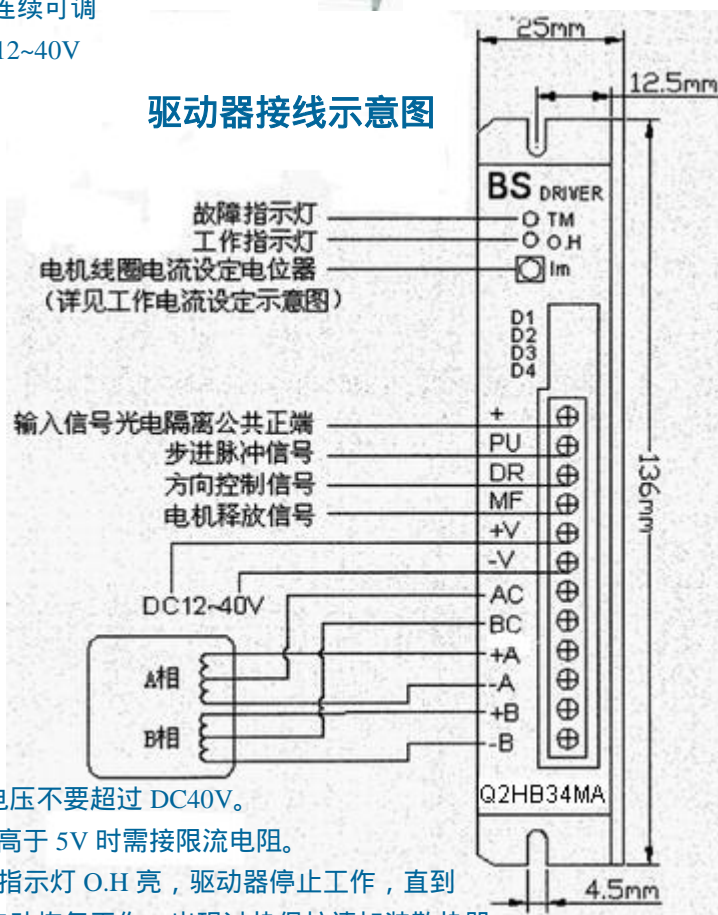 连续可调
12~40V
25mm
12.5mm
驱动器接线示意图
BS DRIVER
故障指示灯
TM
工作指示灯
O.H
电机线圈电流设定电位器
Im
（详见工作电流设定示意图）
D1
D2
D3
D4
输入信号光电隔离公共正端
+
步进脉冲信号
PU
方向控制信号
DR
电机释放信号
MF
136mm
+V
-V
DC12~40V
AC
BC
A相
+A
-A
B相
+B
-B
Q2HB34MA
电压不要超过 DC40V。
高于 5V 时需接限流电阻。
指示灯 O.H 亮，驱动器停止工作，直到
4.5mm